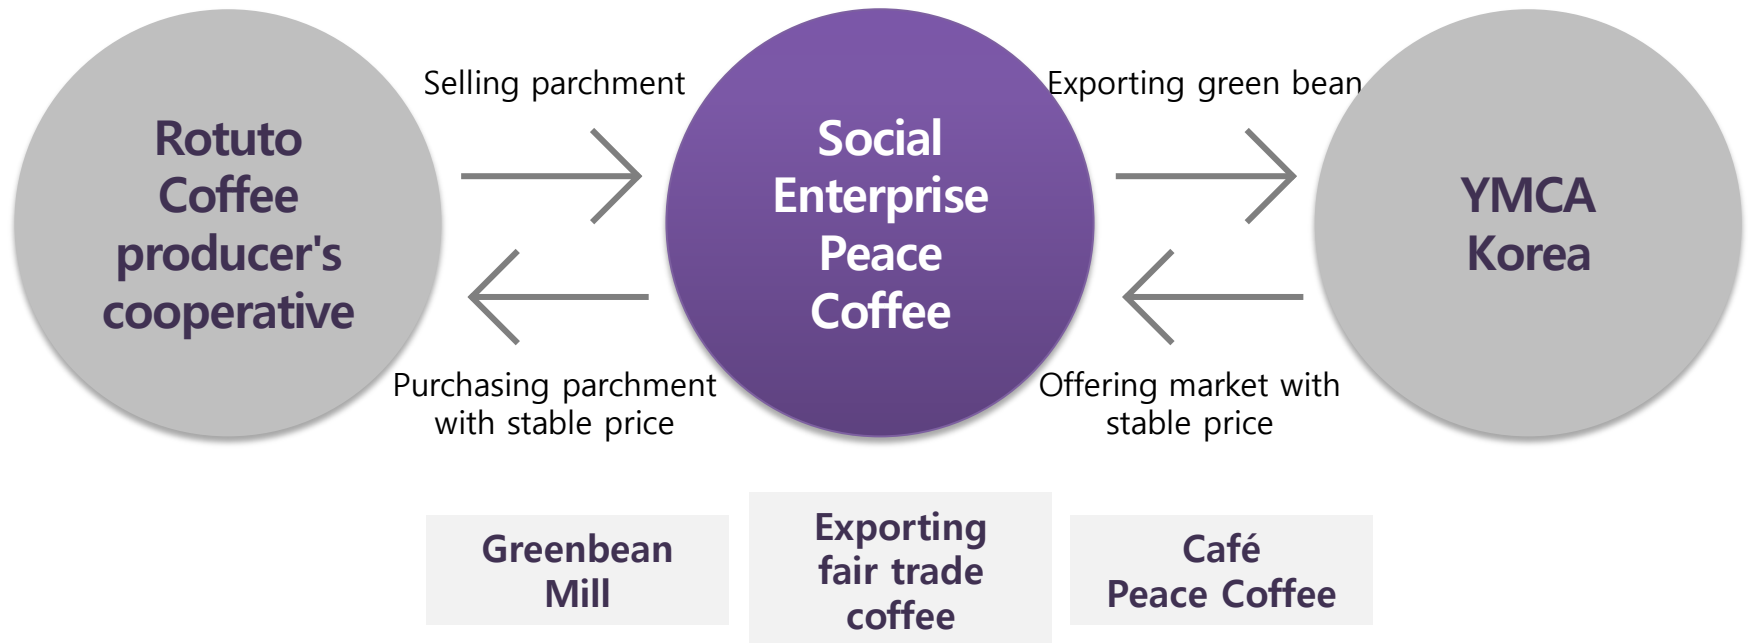 Rotuto
Coffee
producer's
cooperative
Selling parchment
Purchasing parchment
with stable price
Social
Enterprise
Peace
Coffee
Exporting green bean
Offering market with
stable price
YMCA
Korea
Greenbean
Mill
Exporting
fair trade
coffee
Café
Peace Coffee